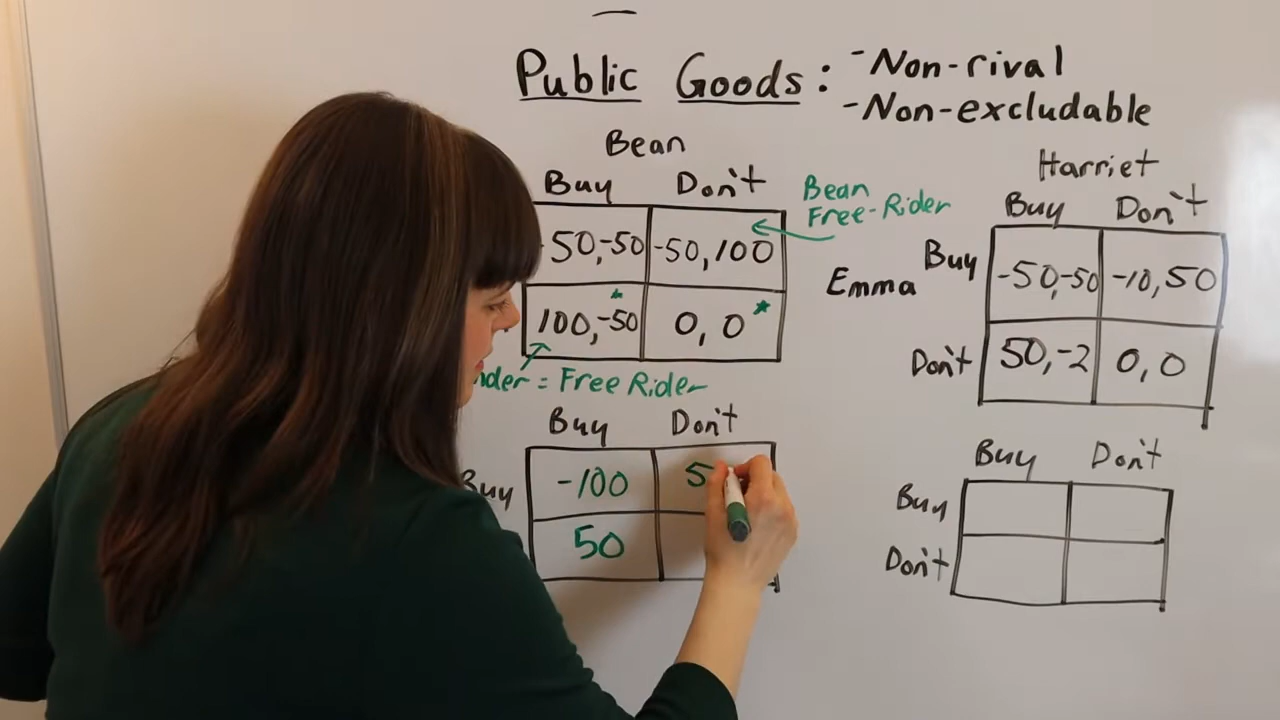 Public Goods: -Non-rival
-Non-excludable
Bean
Buy Don't
-50,-50 -50,100
100,-50 0,0
Bean
Free-Rider
= Free Rider
Buy Don't
Buy -100
50
Harriet
Buy Don't
Emma
Buy -50,-50 -10,50
Don't 50,-2 0,0
Buy Don't
Buy
Don't